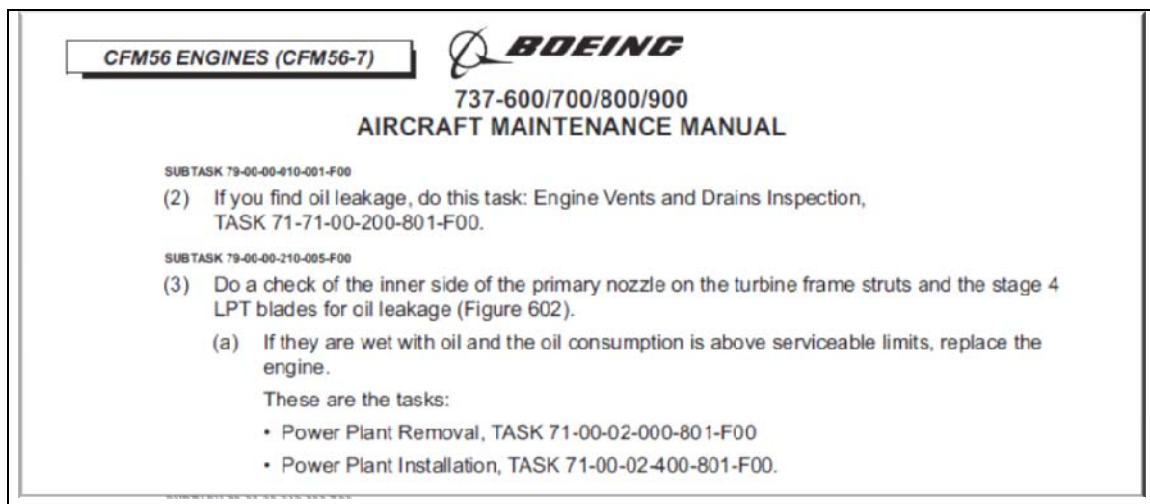 CFM56 ENGINES (CFM56-7)
BOEING
737-600/700/800/900
AIRCRAFT MAINTENANCE MANUAL
SUBTASK 79-00-00-010-001-F00
(2) If you find oil leakage, do this task: Engine Vents and Drains Inspection,
TASK 71-71-00-200-801-F00.
SUBTASK 79-00-00-210-005-F00
(3) Do a check of the inner side of the primary nozzle on the turbine frame struts and the stage 4
LPT blades for oil leakage (Figure 602).
(a) If they are wet with oil and the oil consumption is above serviceable limits, replace the
engine.
These are the tasks:
• Power Plant Removal, TASK 71-00-02-000-801-F00
• Power Plant Installation, TASK 71-00-02-400-801-F00.